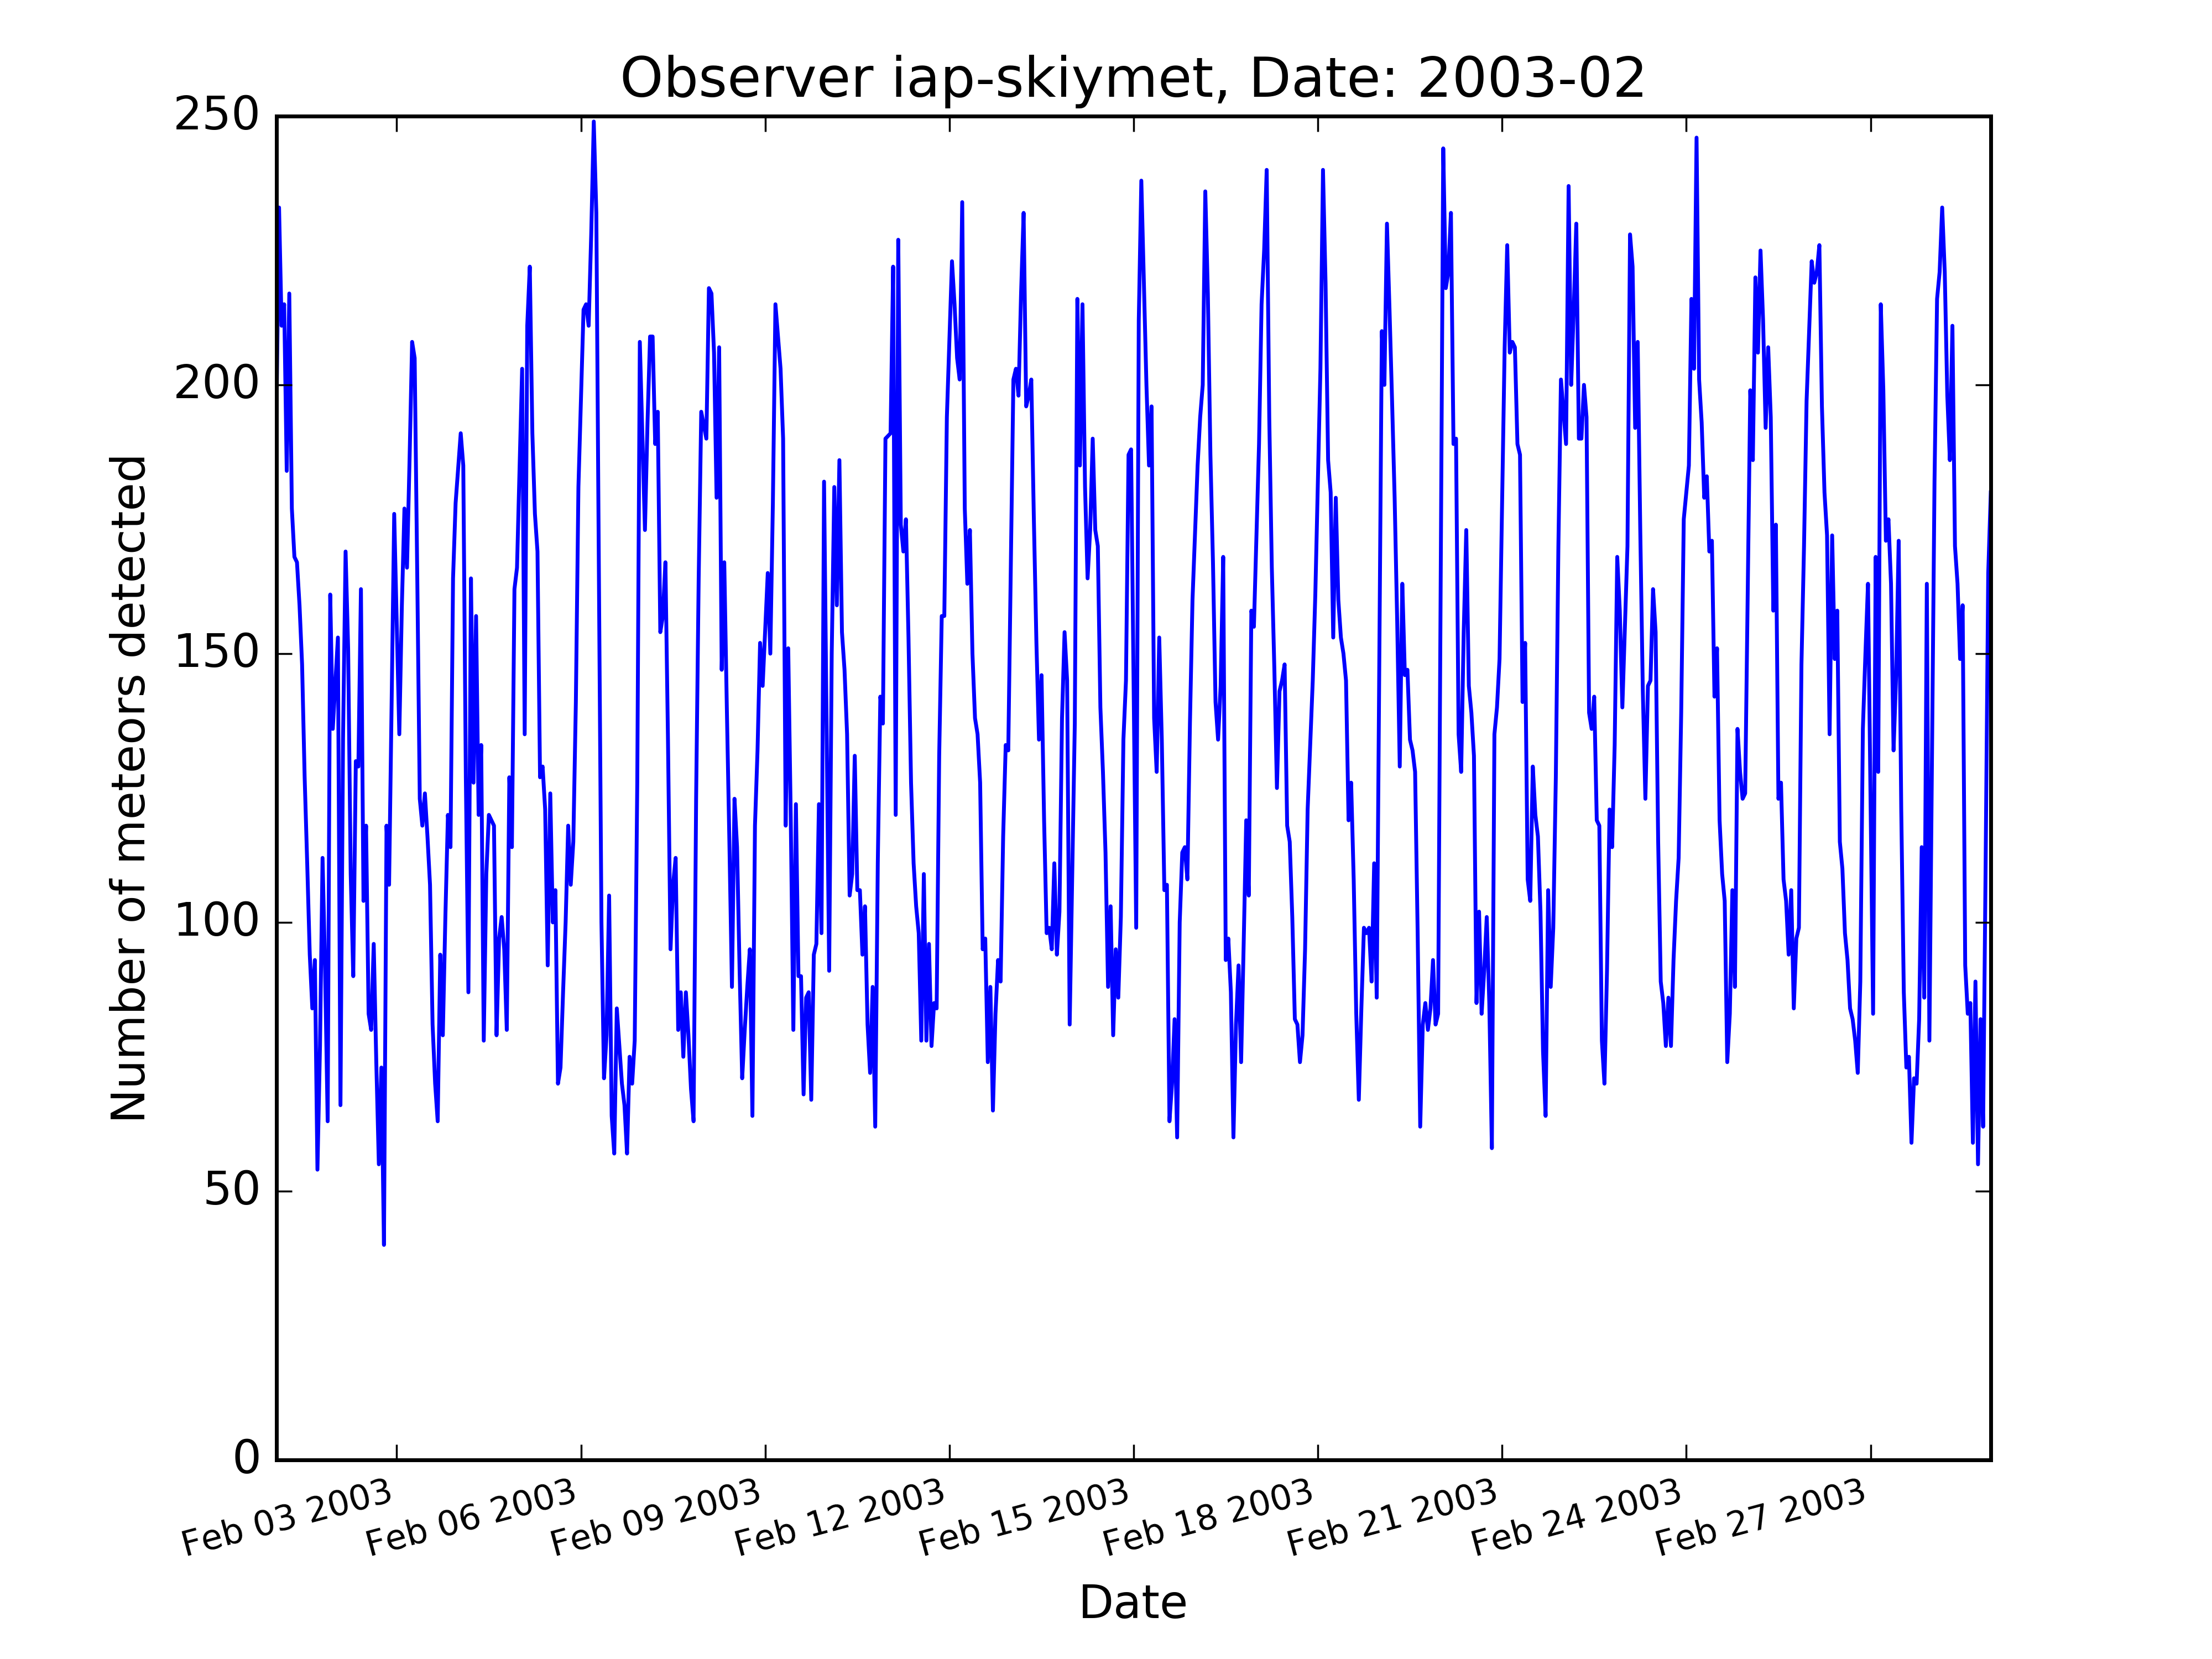 Observer iap-skiymet, Date: 2003-02
250
200
150
100
50
0
Number of meteors detected
Feb 03 2003
Feb 06 2003
Feb 09 2003
Feb 12 2003
Feb 15 2003
Feb 18 2003
Feb 21 2003
Feb 24 2003
Feb 27 2003
Date